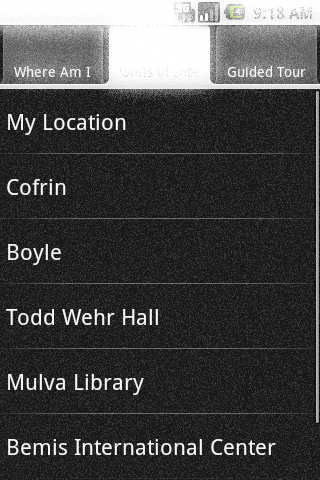 9:18 AM
Where Am I
Guided Tour
My Location
Cofrin
Boyle
Todd Wehr Hall
Mulva Library
Bemis International Center